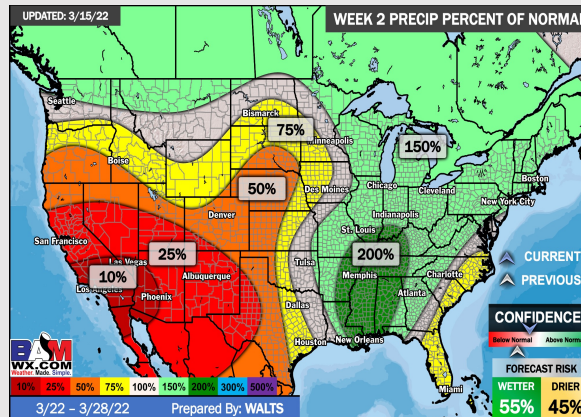 UPDATED: 3/15/22
WEEK 2 PRECIP PERCENT OF NORMAL
Seattle
Bismarck
75%
Minneapolis
150%
Boise
50%
Des Moines
Chicago
Cleveland
Boston
New York City
Denver
Indianapolis
San Francisco
St. Louis
Las Vegas
25%
200%
CURRENT
10%
Albuquerque
Tulsa
Memphis
Charlotte
Los Angeles
Phoenix
Atlanta
PREVIOUS
Dallas
Houston
New Orleans
CONFIDENCE
Below Normal
Above Norma
BAM
WX.COM
Weather. Made. Simple.
FORECAST RISK
Miami
WETTER
DRIER
10% 25% 50% 75% 100% 150% 200% 300% 500%
55%
45%
3/22 – 3/28/22
Prepared By: WALTS